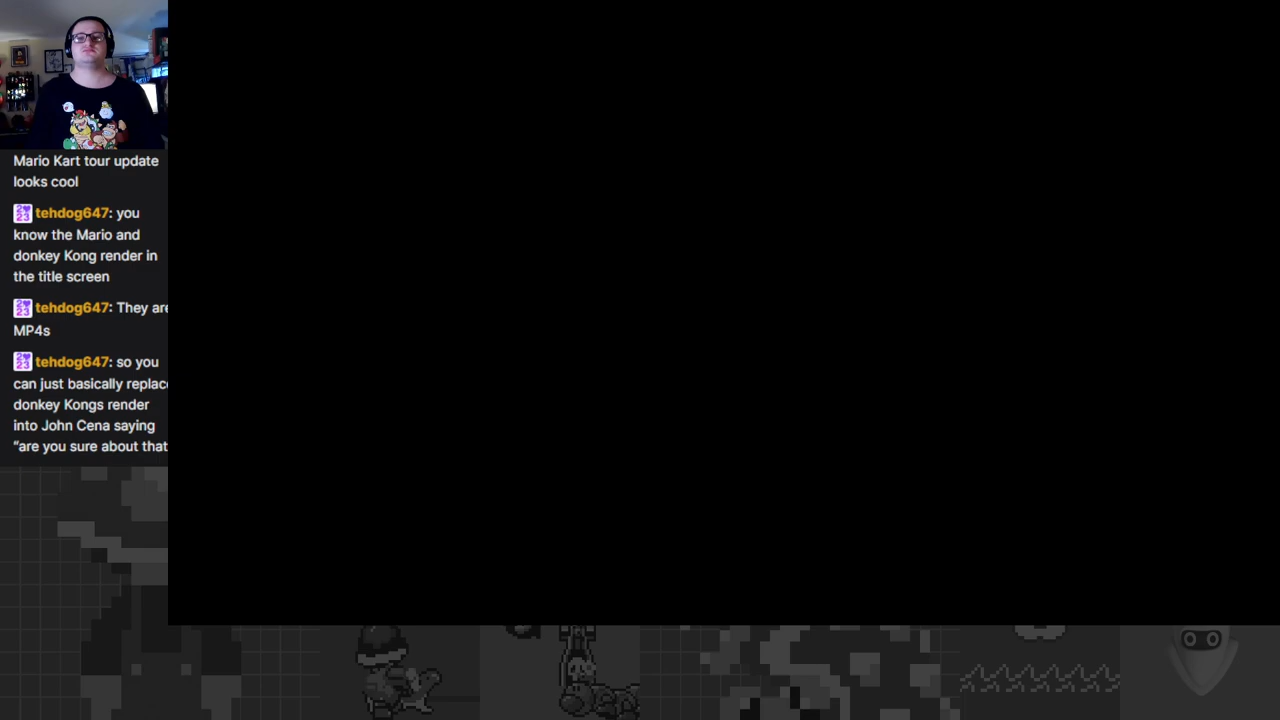 Mario Kart tour update
looks cool
tehdog647: you
know the Mario and
donkey Kong render in
the title screen
tehdog647: They are
MP4s
tehdog647: so you
can just basically replace
donkey Kongs render
into John Cena saying
"are you sure about that